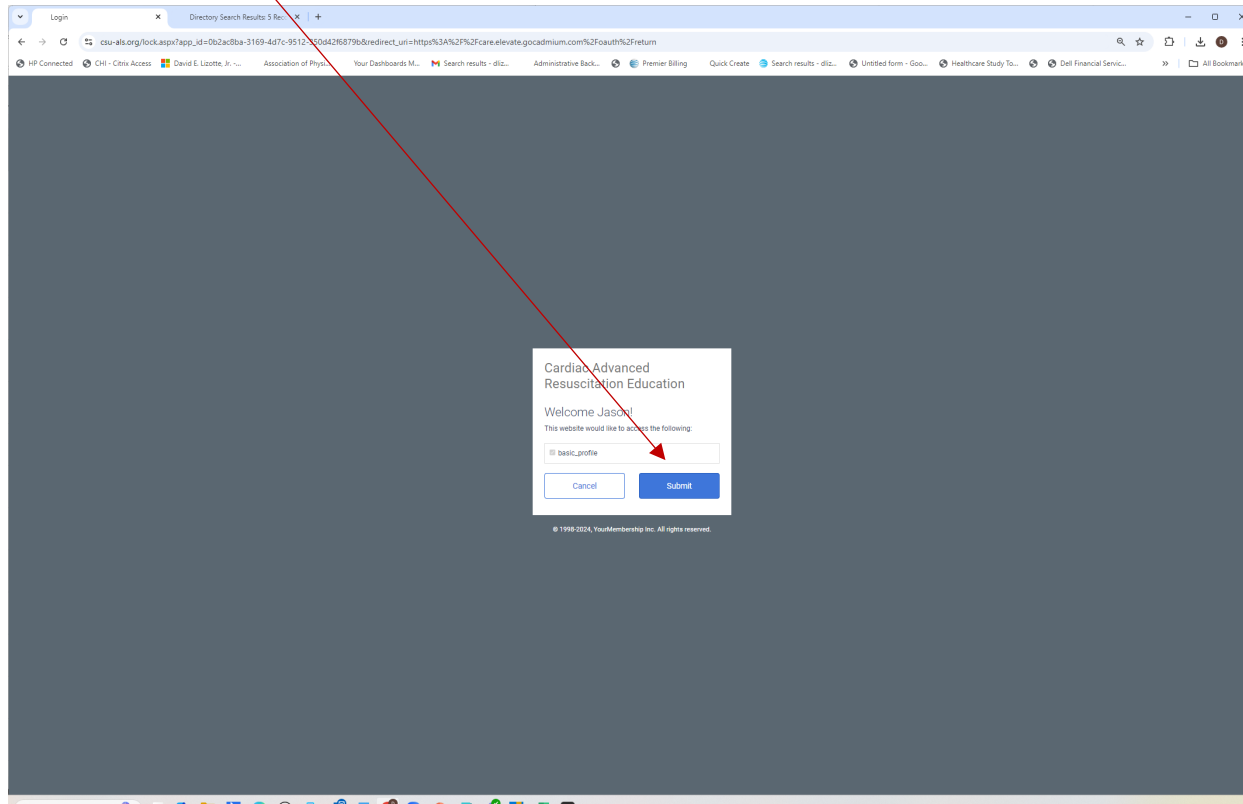 Login
Directory Search Results: 5 Rec
csu-als.org/lock.aspx?app_id=0b2ac8ba-3169-4d7c-9512-350d42f6879b&redirect_uri=https%3A%2F%2Fcare.elevate.gocadmium.com%2Foauth%2Freturn
HP Connected CHI - Citrix Access David E. Lizotte, Jr. -... Association of Physi... Your Dashboards M... Search results - dliz... Administrative Back... Premier Billing Quick Create Search results - dliz... Untitled form - Goo... Healthcare Study To... Dell Financial Servic... » All Bookmark
Cardiac Advanced
Resuscitation Education
Welcome Jason!
This website would like to access the following:
basic_profile
Cancel Submit
© 1998-2024, YourMembership Inc. All rights reserved.